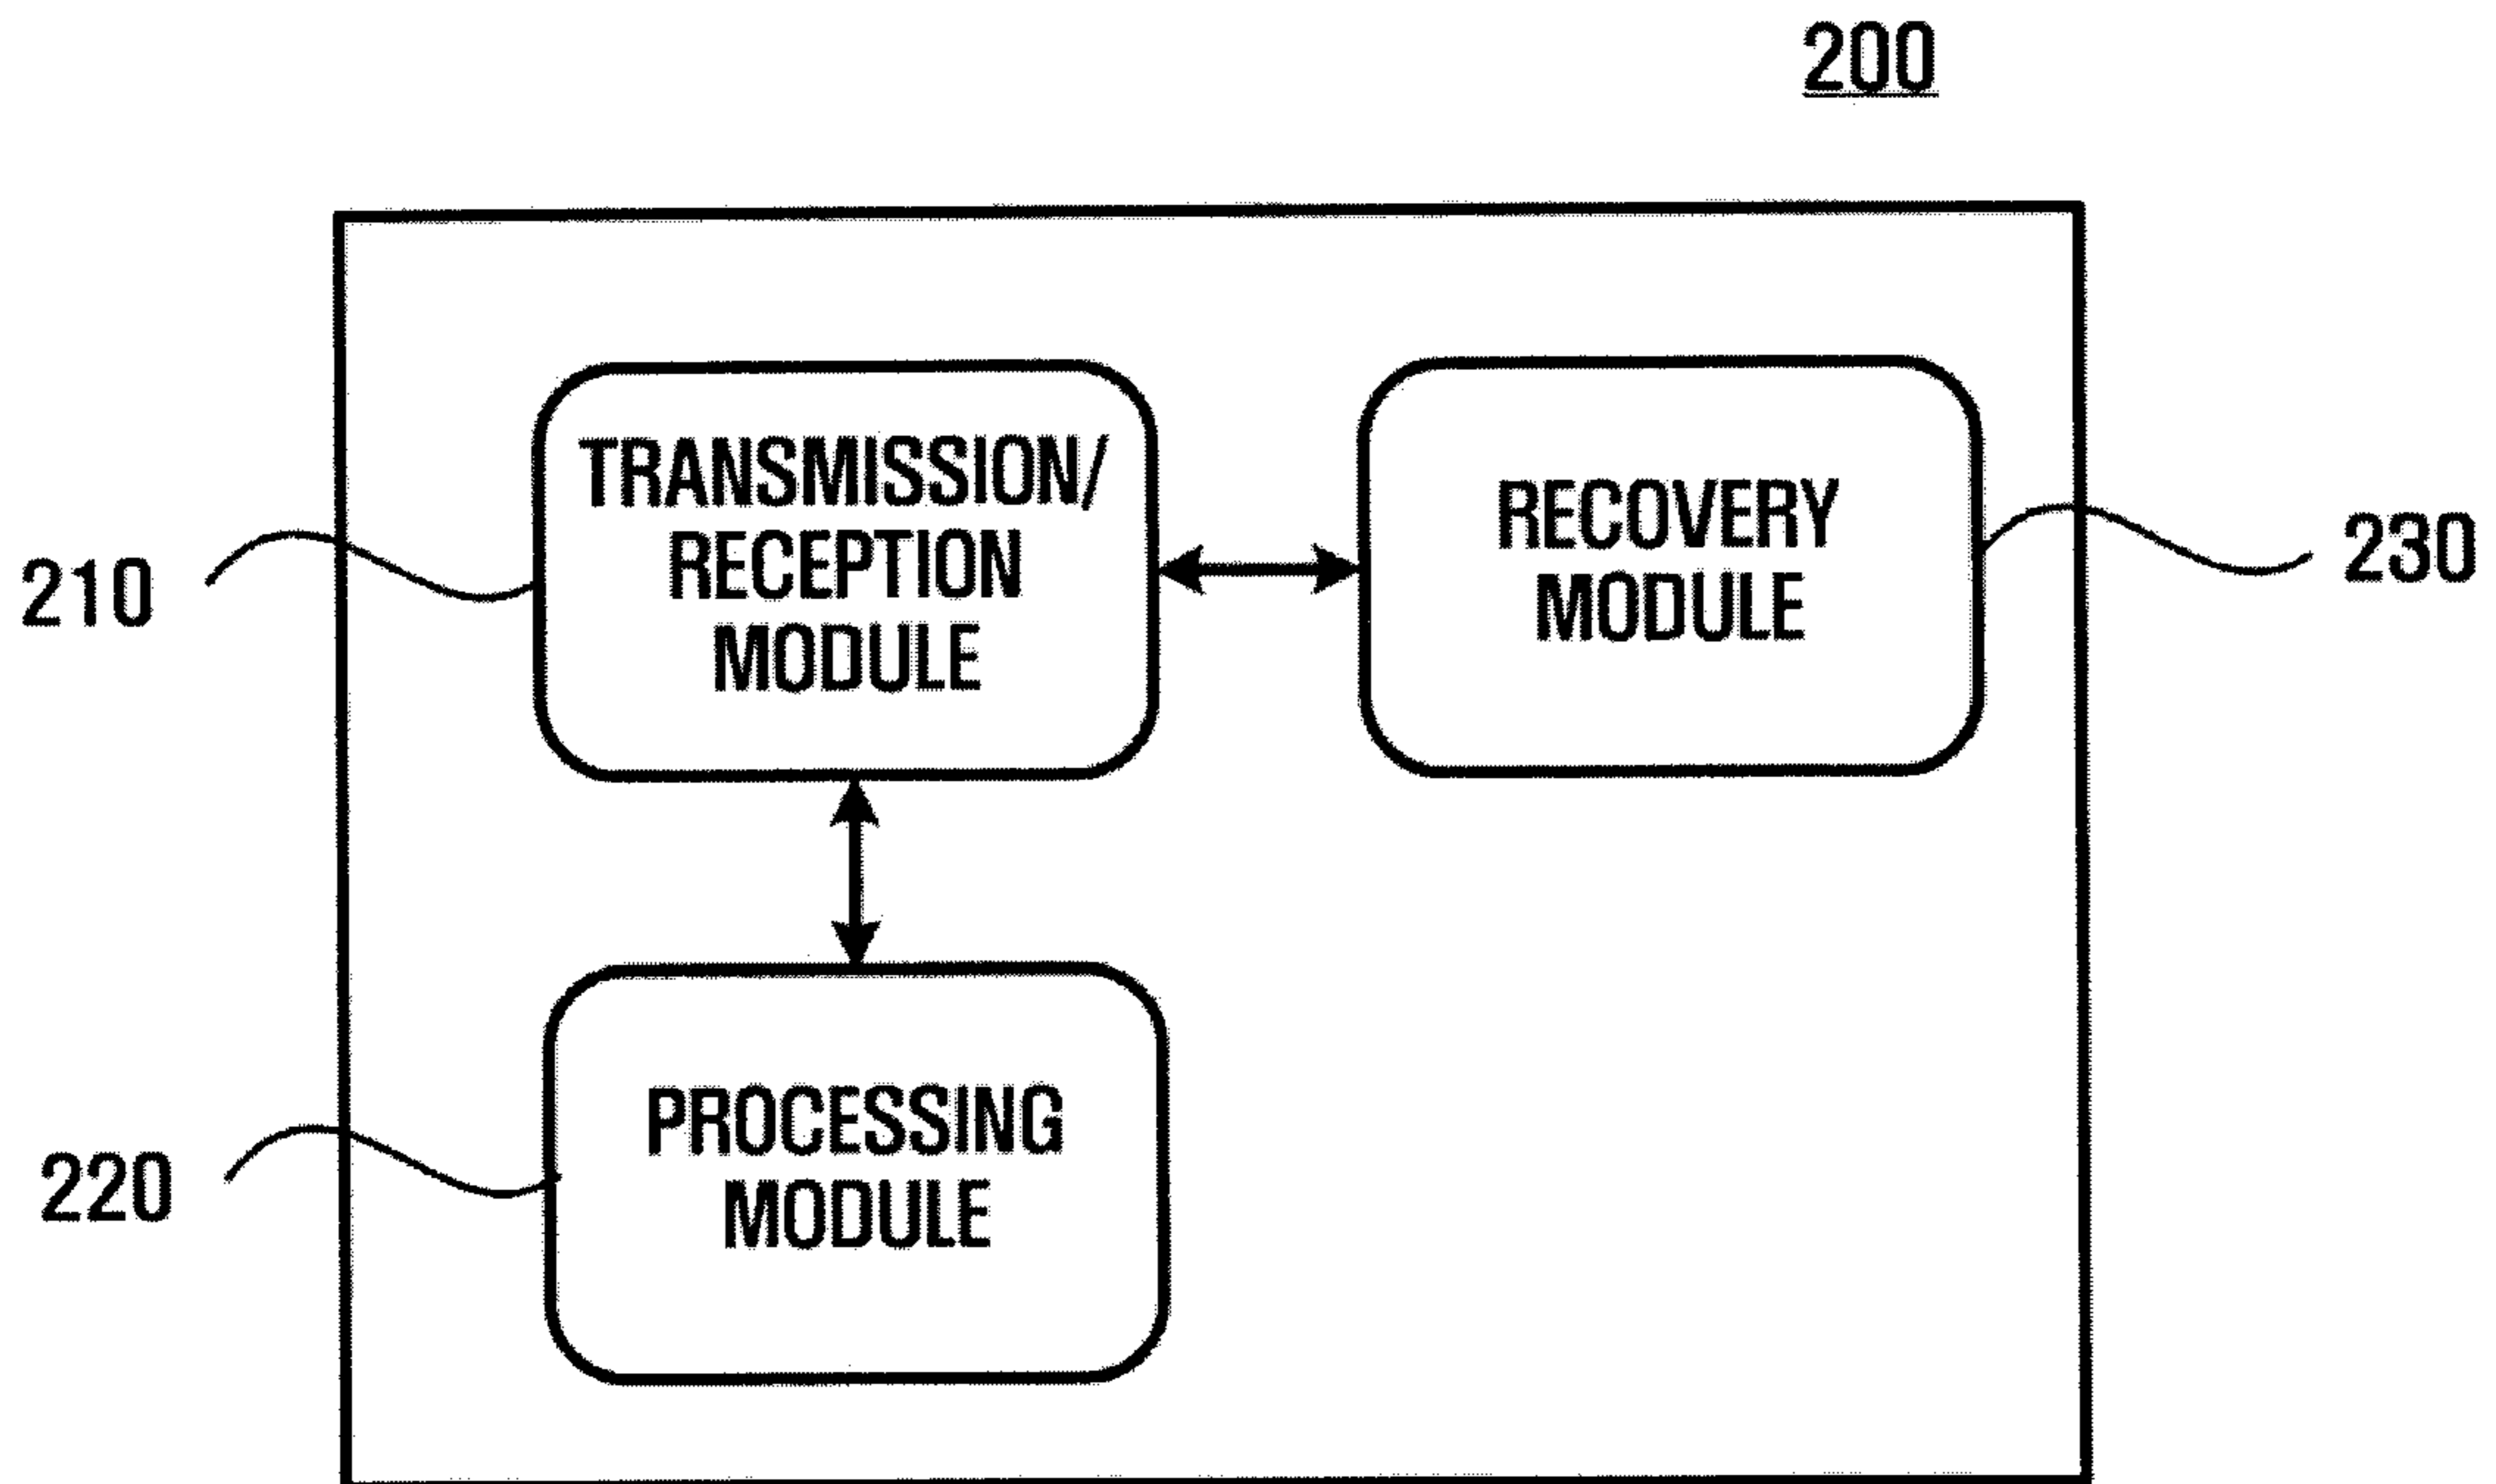 200
TRANSMISSION/
RECEPTION
MODULE
210
RECOVERY
MODULE
230
PROCESSING
MODULE
220